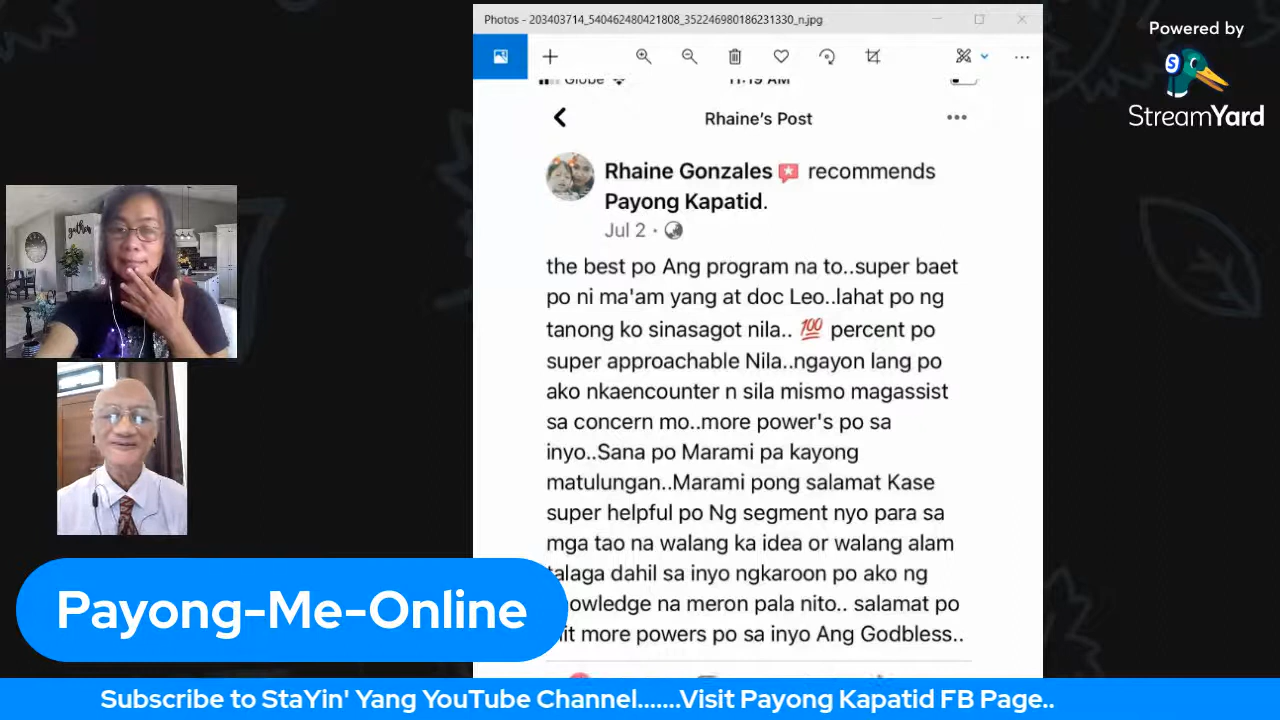 Photos - 203403714_540462480421808_352246980186231330_n.jpg
Powered by
StreamYard
Globe
11:19 AM
Rhaine's Post
Rhaine Gonzales recommends
Payong Kapatid.
Jul 2
the best po Ang program na to..super baet
po ni ma'am yang at doc Leo..lahat po ng
tanong ko sinasagot nila.. 💯 percent po
super approachable Nila..ngayon lang po
ako nkaencounter n sila mismo magassist
sa concern mo..more power's po sa
inyo..Sana po Marami pa kayong
matulungan..Marami pong salamat Kase
super helpful po Ng segment nyo para sa
mga tao na walang ka idea or walang alam
talaga dahil sa inyo ngkaroon po ako ng
knowledge na meron pala nito.. salamat po
more powers po sa inyo Ang Godbless..
gather
Payong-Me-Online
Subscribe to StaYin' Yang YouTube Channel.......Visit Payong Kapatid FB Page..